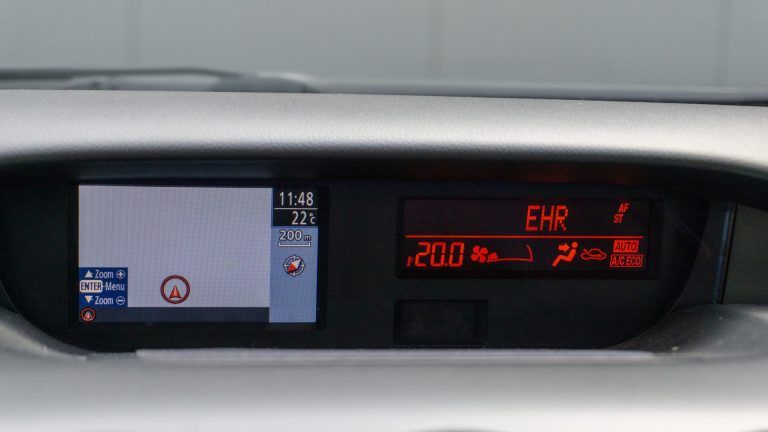 11:48
22°C
200m
▲ Zoom ⊕
ENTER-Menu
▼ Zoom ⊖
EHR
AF
ST
20.0
AUTO
A/C ECO